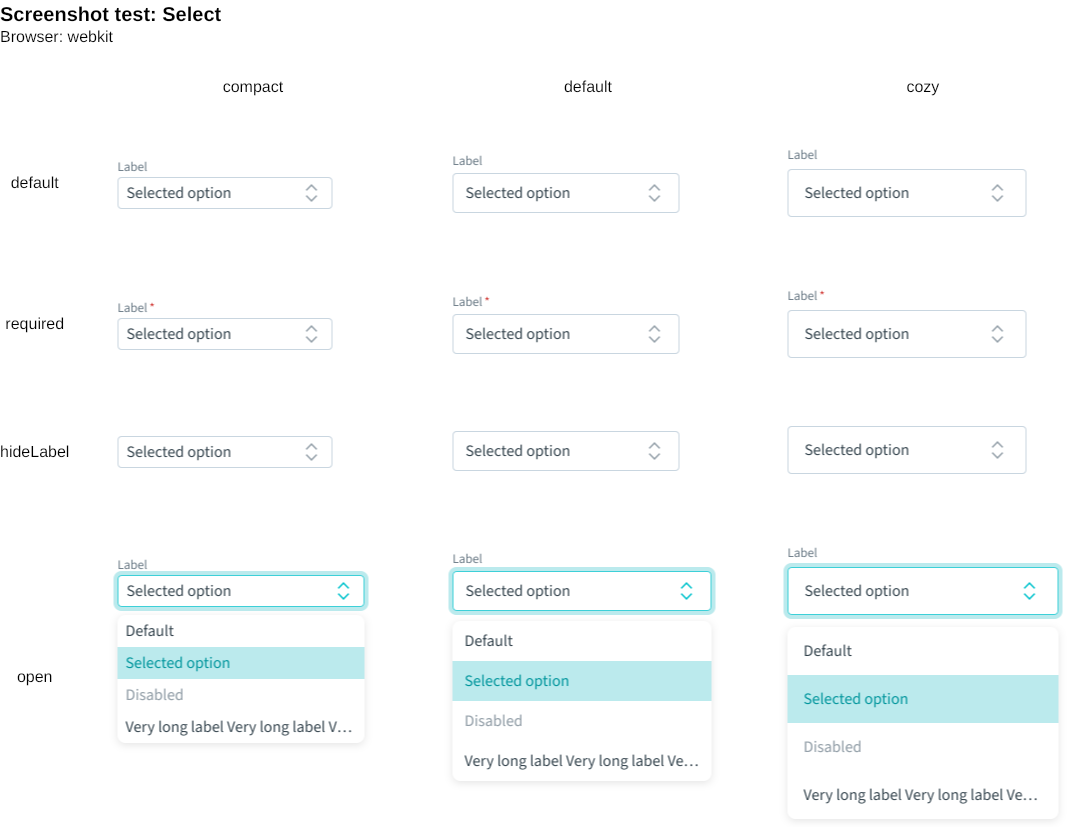 Screenshot test: Select
Browser: webkit
compact default cozy
Label Label Label
default Selected option Selected option Selected option
Label * Label * Label *
required Selected option Selected option Selected option
hideLabel Selected option Selected option Selected option
Label Label Label
Selected option Selected option Selected option
Default Default Default
Selected option Selected option Selected option
open
Disabled Disabled Disabled
Very long label Very long label V... Very long label Very long label Ve... Very long label Very long label Ve...